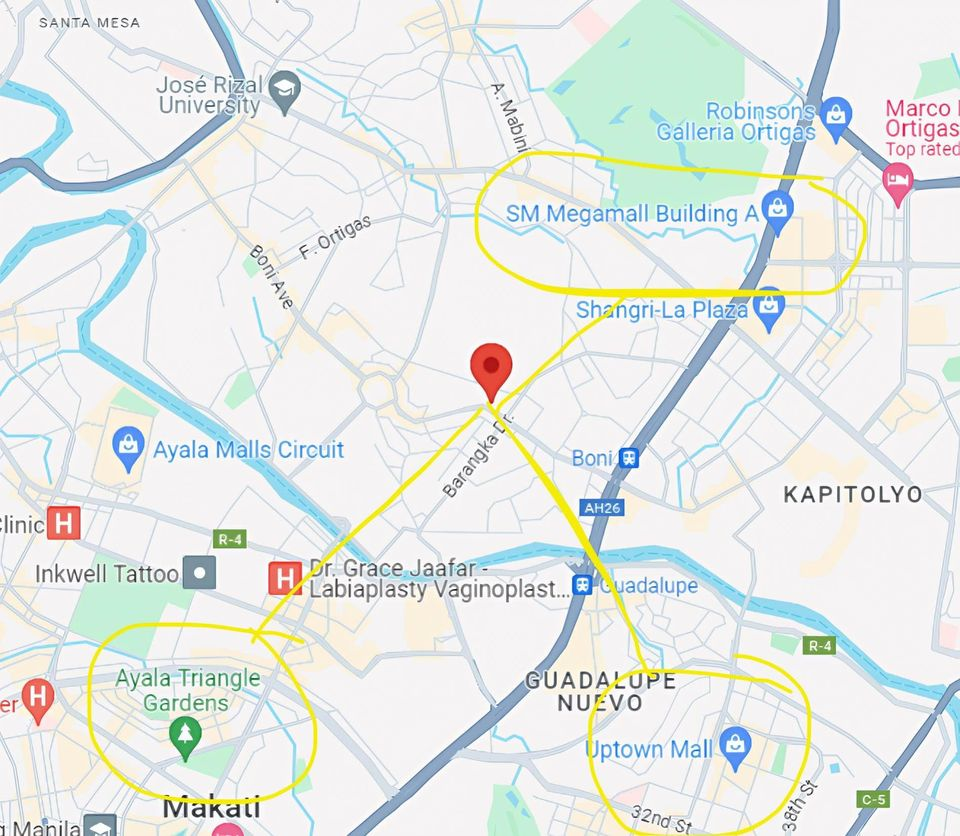 SANTA MESA
José Rizal
University
A. Mabini
Robinsons
Galleria Ortigas
Marco
Ortigas
Top rated
SM Megamall Building A
F. Ortigas
Boni Ave
Shangri-La Plaza
Ayala Malls Circuit
Barangka Dr.
Boni
KAPITOLYO
AH26
Clinic
R-4
Inkwell Tattoo
Dr. Grace Jaafar -
Labiaplasty Vaginoplast...
Guadalupe
R-4
Ayala Triangle
Gardens
er
GUADALUPE
NUEVO
Uptown Mall
Makati
32nd St
38th St
C-5
g Manila